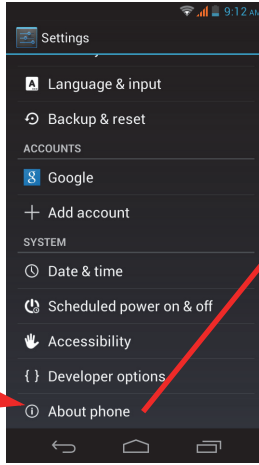 9:12 AM
Settings
Language & input
Backup & reset
ACCOUNTS
Google
Add account
SYSTEM
Date & time
Scheduled power on & off
Accessibility
{ } Developer options
About phone